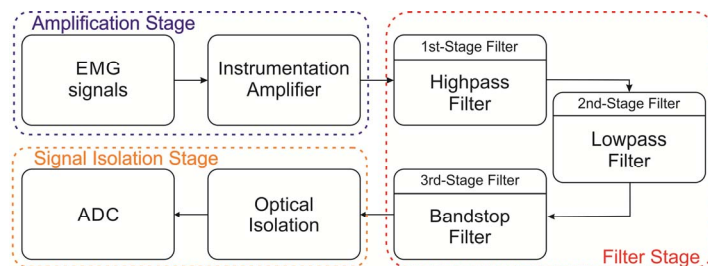 Amplification Stage
EMG
signals
Instrumentation
Amplifier
1st-Stage Filter
Highpass
Filter
2nd-Stage Filter
Lowpass
Filter
Signal Isolation Stage
ADC
Optical
Isolation
3rd-Stage Filter
Bandstop
Filter
Filter Stage